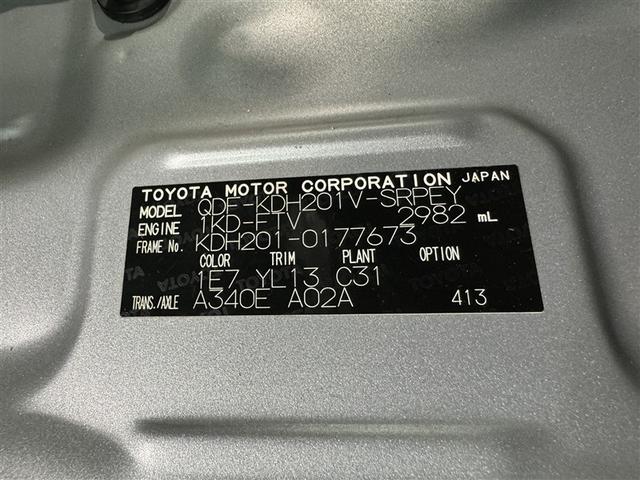 TOYOTA MOTOR CORPORATION JAPAN
MODEL QDF-KDH201V-SRPEY
ENGINE 1KD-FTV 2982 mL
FRAME No. KDH201-0177673
COLOR TRIM PLANT OPTION
1E7 YL13 C31
TRANS./AXLE A340E A02A 413